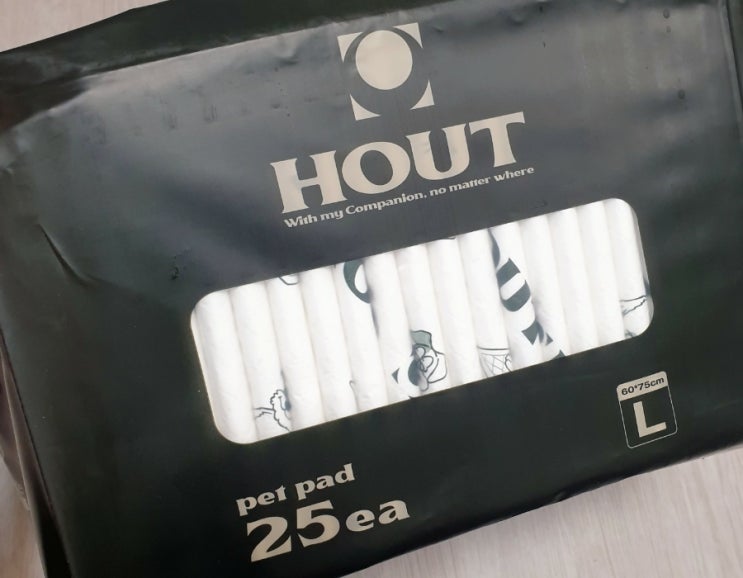 HOUT
With my Companion, no matter where
60*75cm
L
pet pad
25ea